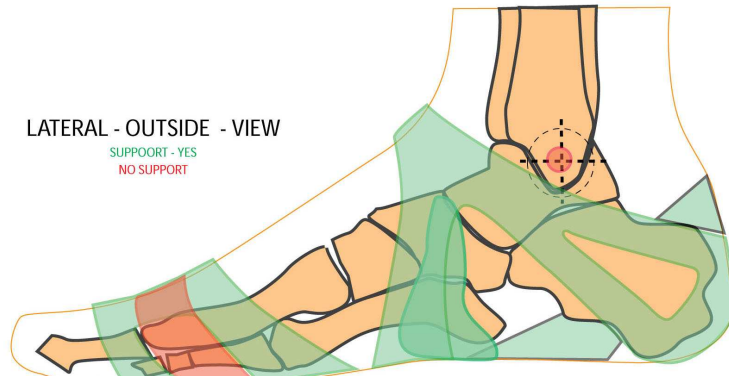 LATERAL - OUTSIDE - VIEW
SUPPOORT - YES
NO SUPPORT